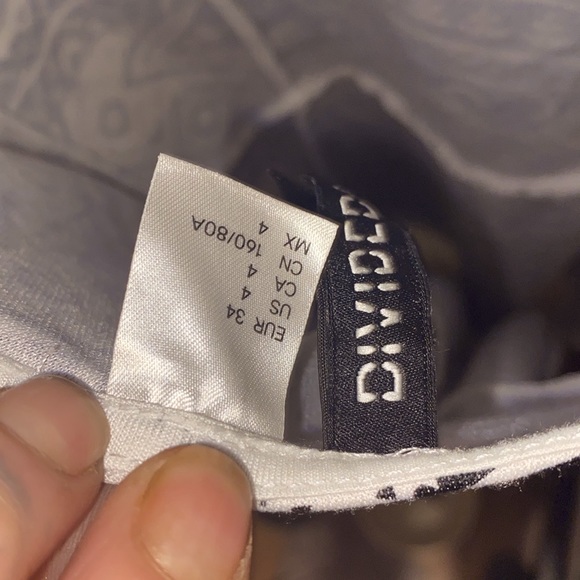 EUR 34
US 4
CA 4
CN 160/80A
MX 4
DIVIDED